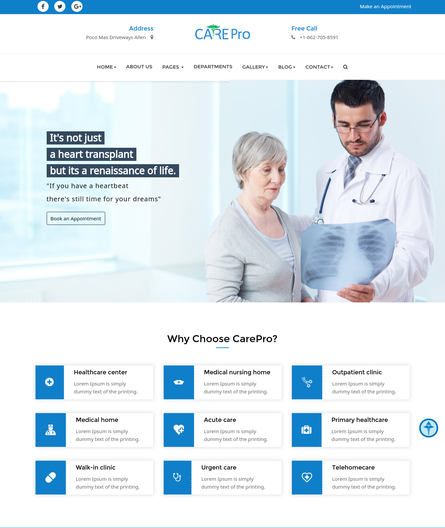 Make an Appointment
Address
Poco Max Driveways Allen
CARE Pro
Free Call
+1-662-705-8591
HOME
ABOUT US
PAGES
DEPARTMENTS
GALLERY
BLOG
CONTACT
It's not just
a heart transplant
but its a renaissance of life.
"If you have a heartbeat
there's still time for your dreams"
Book an Appointment
Why Choose CarePro?
Healthcare center
Lorem Ipsum is simply
dummy text of the printing.
Medical nursing home
Lorem Ipsum is simply
dummy text of the printing.
Outpatient clinic
Lorem Ipsum is simply
dummy text of the printing.
Medical home
Lorem Ipsum is simply
dummy text of the printing.
Acute care
Lorem Ipsum is simply
dummy text of the printing.
Primary healthcare
Lorem Ipsum is simply
dummy text of the printing.
Walk-in clinic
Lorem Ipsum is simply
dummy text of the printing.
Urgent care
Lorem Ipsum is simply
dummy text of the printing.
Telehomecare
Lorem Ipsum is simply
dummy text of the printing.